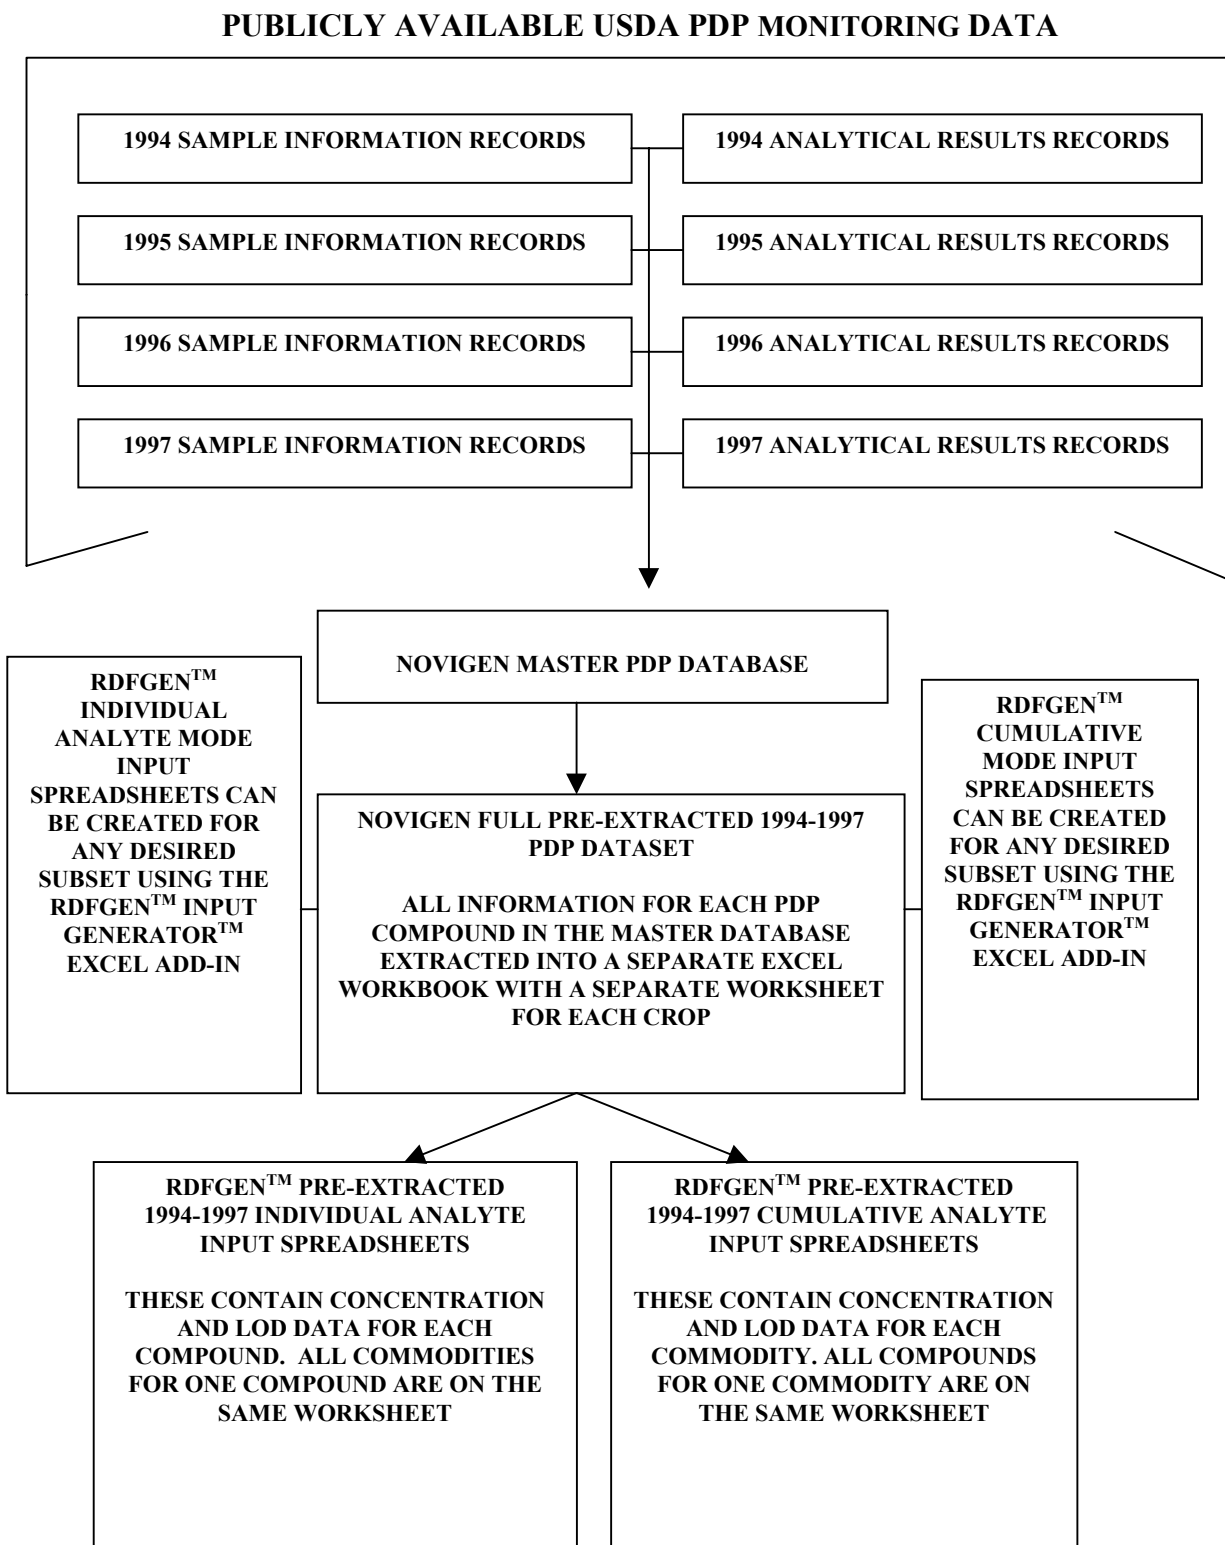 PUBLICLY AVAILABLE USDA PDP MONITORING DATA
1994 SAMPLE INFORMATION RECORDS
1994 ANALYTICAL RESULTS RECORDS
1995 SAMPLE INFORMATION RECORDS
1995 ANALYTICAL RESULTS RECORDS
1996 SAMPLE INFORMATION RECORDS
1996 ANALYTICAL RESULTS RECORDS
1997 SAMPLE INFORMATION RECORDS
1997 ANALYTICAL RESULTS RECORDS
NOVIGEN MASTER PDP DATABASE
RDFGEN™
INDIVIDUAL
ANALYTE MODE
INPUT
SPREADSHEETS CAN
BE CREATED FOR
ANY DESIRED
SUBSET USING THE
RDFGEN™ INPUT
GENERATOR™
EXCEL ADD-IN
NOVIGEN FULL PRE-EXTRACTED 1994-1997
PDP DATASET
ALL INFORMATION FOR EACH PDP
COMPOUND IN THE MASTER DATABASE
EXTRACTED INTO A SEPARATE EXCEL
WORKBOOK WITH A SEPARATE WORKSHEET
FOR EACH CROP
RDFGEN™
CUMULATIVE
MODE INPUT
SPREADSHEETS
CAN BE CREATED
FOR ANY DESIRED
SUBSET USING THE
RDFGEN™ INPUT
GENERATOR™
EXCEL ADD-IN
RDFGEN™ PRE-EXTRACTED
1994-1997 INDIVIDUAL ANALYTE
INPUT SPREADSHEETS
THESE CONTAIN CONCENTRATION
AND LOD DATA FOR EACH
COMPOUND.  ALL COMMODITIES
FOR ONE COMPOUND ARE ON THE
SAME WORKSHEET
RDFGEN™ PRE-EXTRACTED
1994-1997 CUMULATIVE ANALYTE
INPUT SPREADSHEETS
THESE CONTAIN CONCENTRATION
AND LOD DATA FOR EACH
COMMODITY. ALL COMPOUNDS
FOR ONE COMMODITY ARE ON
THE SAME WORKSHEET